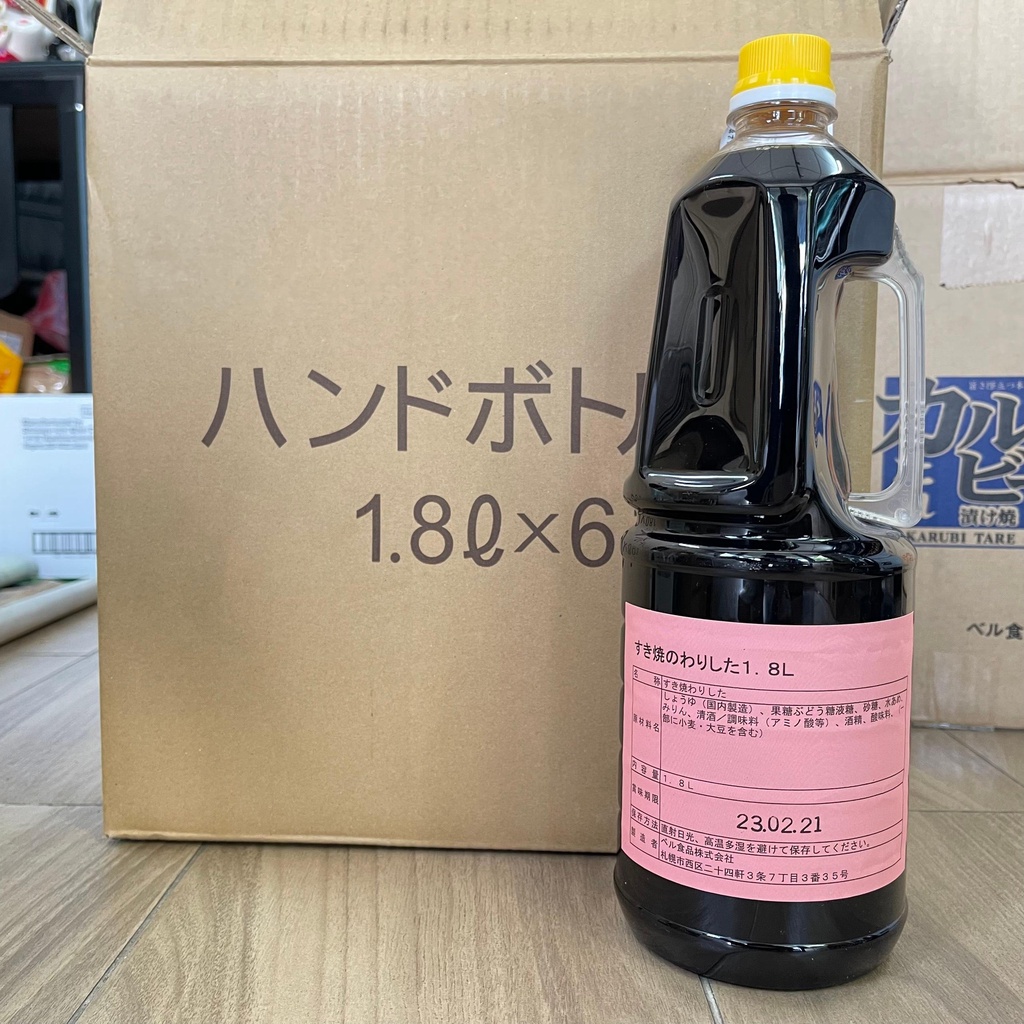 ハンドボトル
1.8ℓ×6
カル
ビー
漬け焼
KARUBI TARE
ベル食
すき焼のわりした1.8L
名称 すき焼わりした
原材料名 しょうゆ（国内製造）、果糖ぶどう糖液糖、砂糖、水あめ、
みりん、清酒／調味料（アミノ酸等）、酒精、酸味料、（一
部に小麦・大豆を含む）
内容量 1.8L
賞味期限 23.02.21
保存方法 直射日光、高温多湿を避けて保存してください。
製造者 ベル食品株式会社
札幌市西区二十四軒3条7丁目3番35号